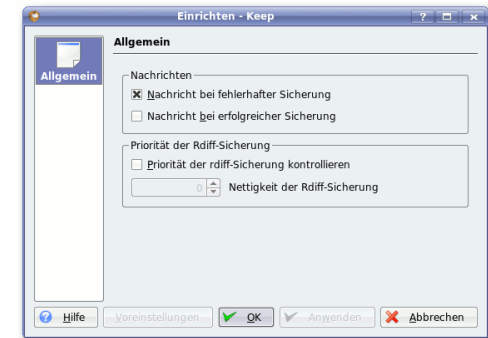 Einrichten - Keep
Allgemein
Allgemein
Nachrichten
Nachricht bei fehlerhafter Sicherung
Nachricht bei erfolgreicher Sicherung
Priorität der Rdiff-Sicherung
Priorität der rdiff-Sicherung kontrollieren
0 Nettigkeit der Rdiff-Sicherung
Hilfe Voreinstellungen OK Anwenden Abbrechen